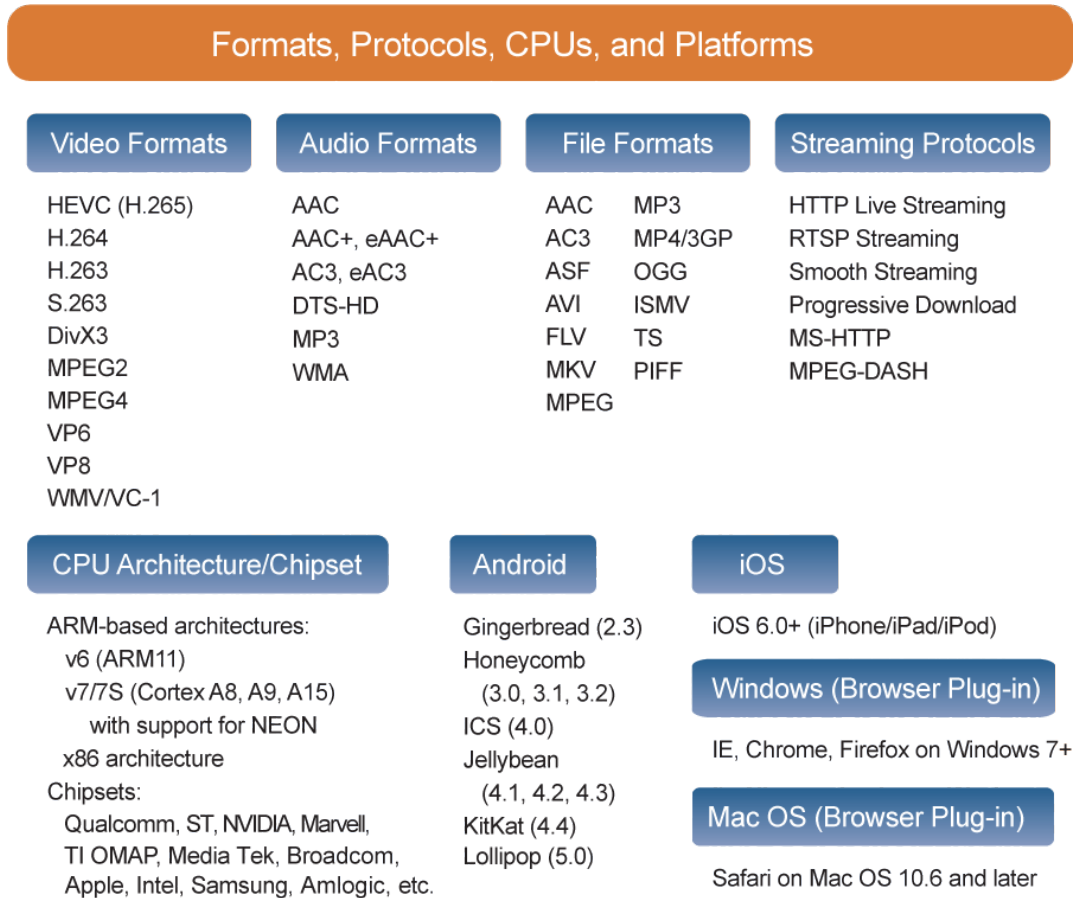 Formats, Protocols, CPUs, and Platforms
Video Formats
HEVC (H.265)
H.264
H.263
S.263
DivX3
MPEG2
MPEG4
VP6
VP8
WMV/VC-1
Audio Formats
AAC
AAC+, eAAC+
AC3, eAC3
DTS-HD
MP3
WMA
File Formats
AAC
AC3
ASF
AVI
FLV
MKV
MPEG
MP3
MP4/3GP
OGG
ISMV
TS
PIFF
Streaming Protocols
HTTP Live Streaming
RTSP Streaming
Smooth Streaming
Progressive Download
MS-HTTP
MPEG-DASH
CPU Architecture/Chipset
ARM-based architectures:
v6 (ARM11)
v7/7S (Cortex A8, A9, A15)
with support for NEON
x86 architecture
Chipsets:
Qualcomm, ST, NVIDIA, Marvell,
TI OMAP, Media Tek, Broadcom,
Apple, Intel, Samsung, Amlogic, etc.
Android
Gingerbread (2.3)
Honeycomb
(3.0, 3.1, 3.2)
ICS (4.0)
Jellybean
(4.1, 4.2, 4.3)
KitKat (4.4)
Lollipop (5.0)
iOS
iOS 6.0+ (iPhone/iPad/iPod)
Windows (Browser Plug-in)
IE, Chrome, Firefox on Windows 7+
Mac OS (Browser Plug-in)
Safari on Mac OS 10.6 and later